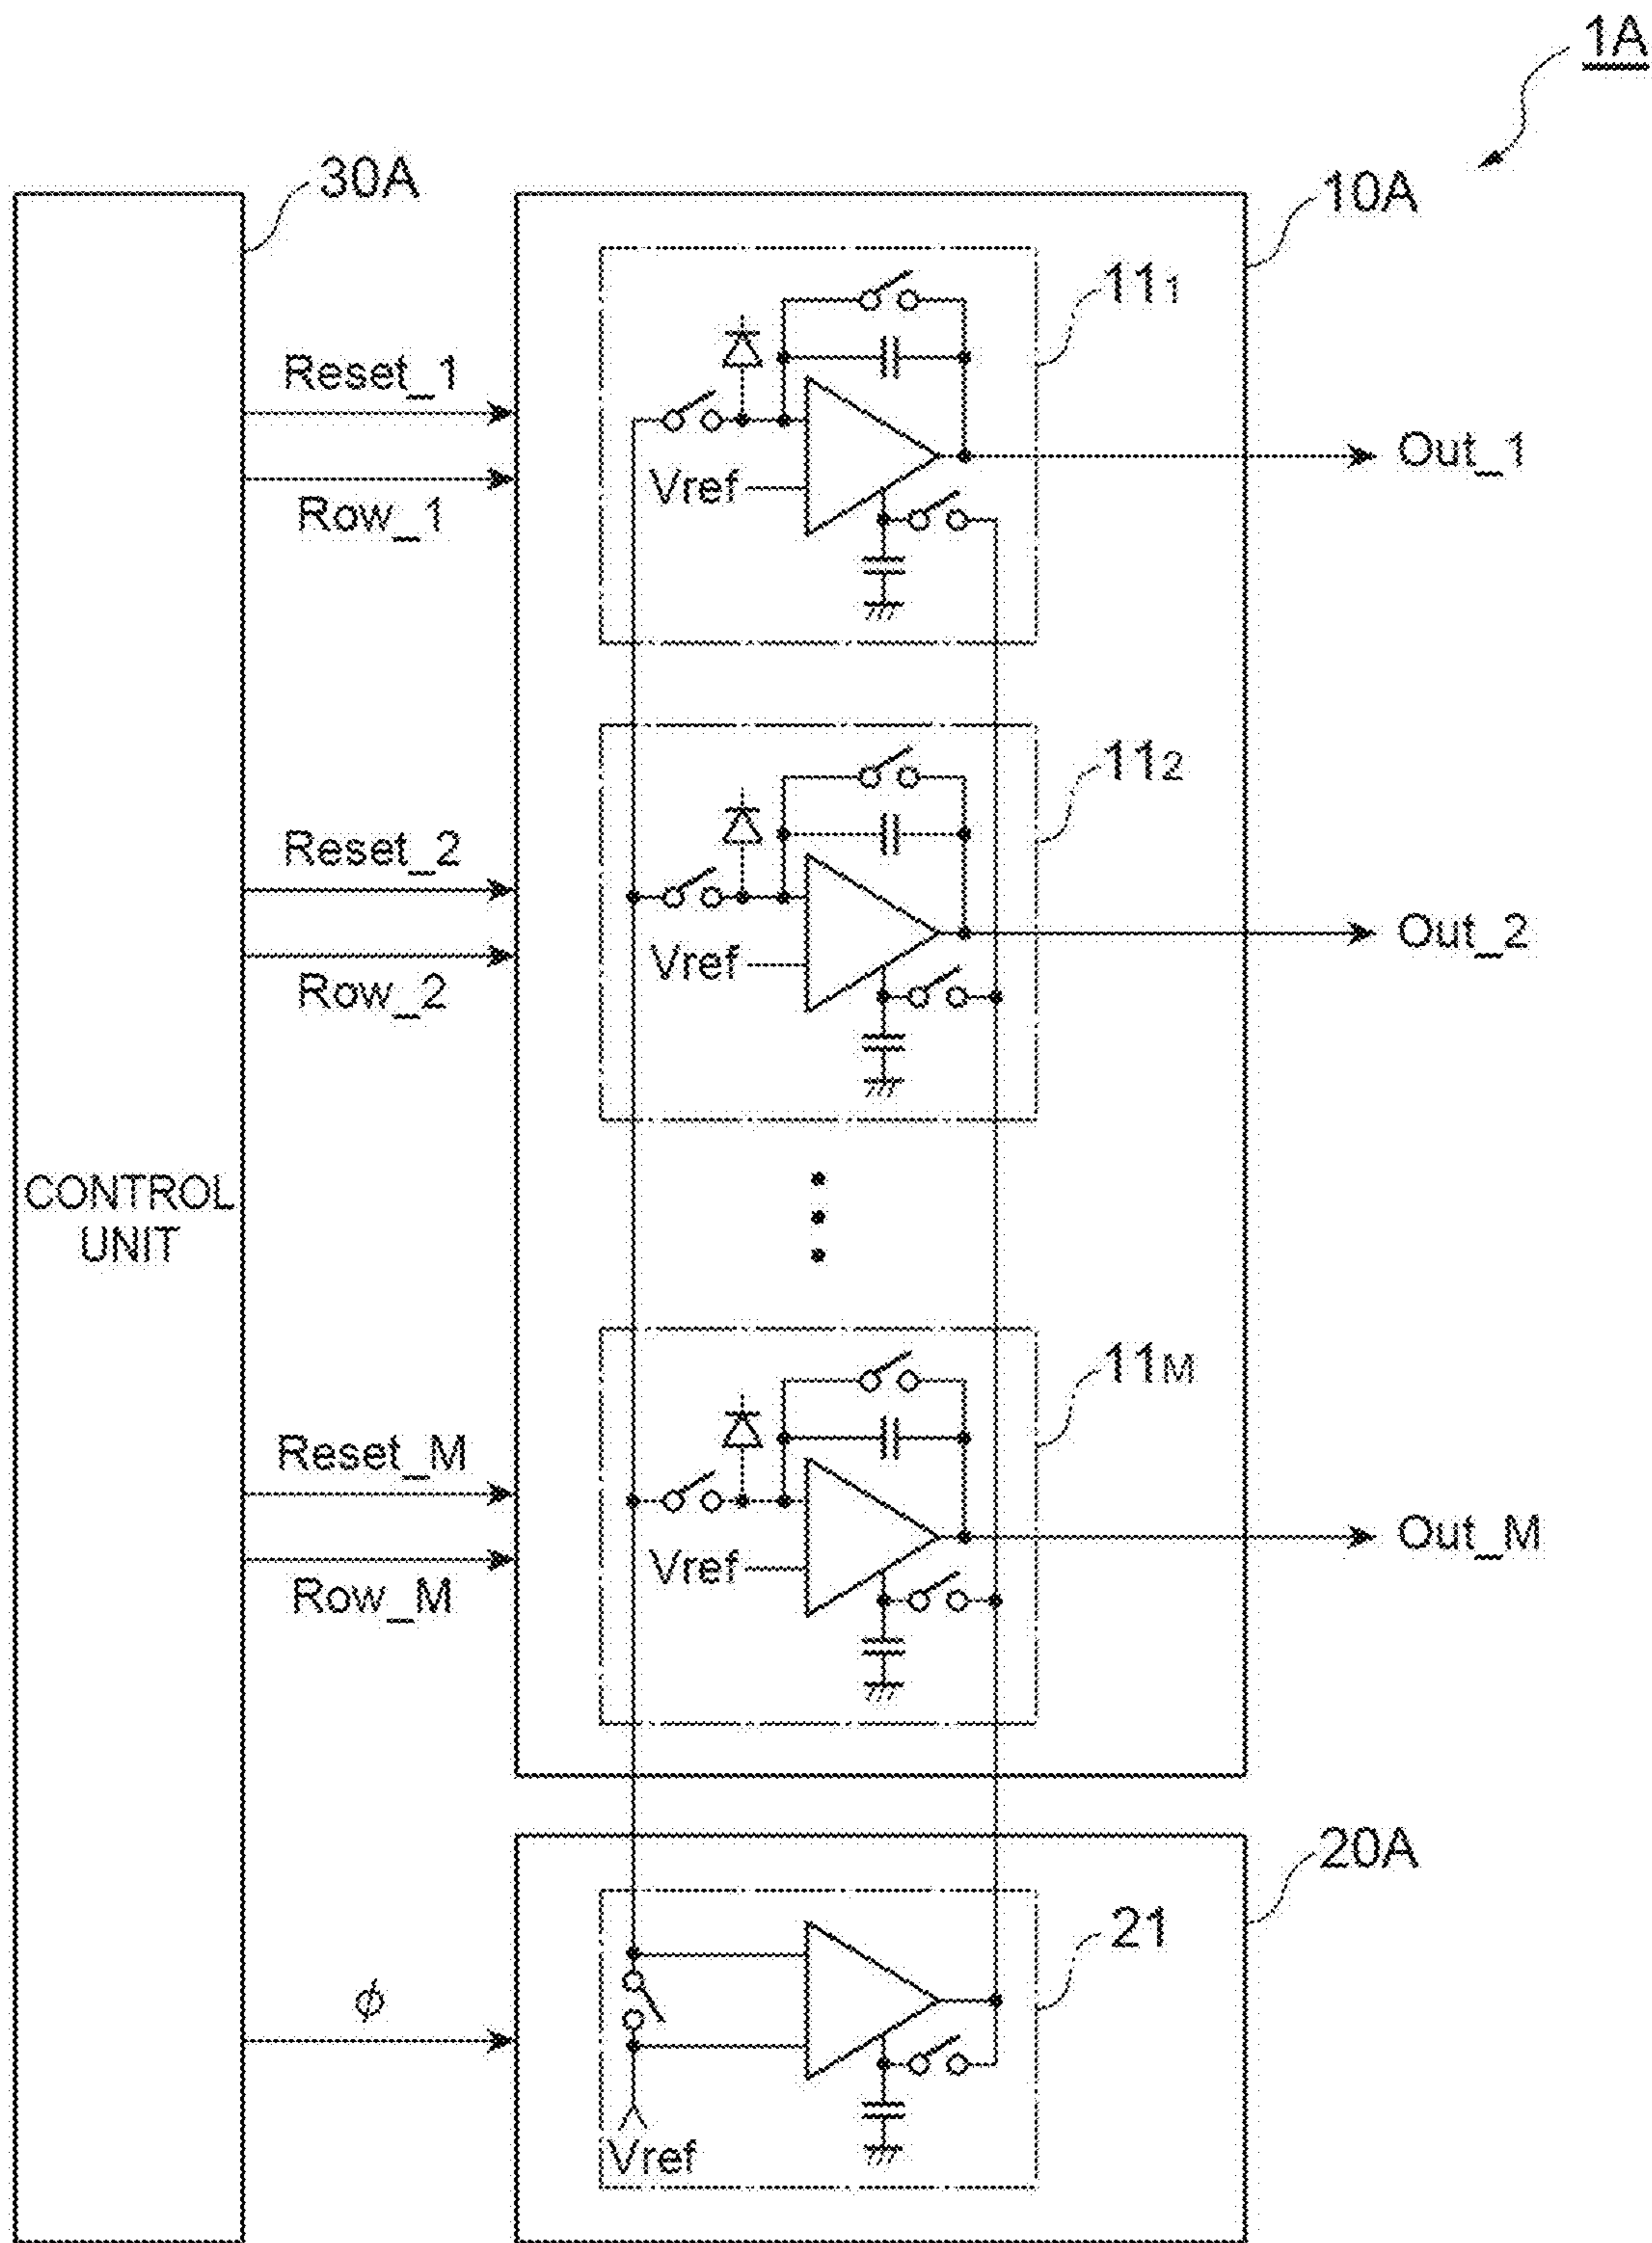 1A
30A
10A
11₁
Reset_1
Row_1
Vref
Out_1
11₂
Reset_2
Row_2
Vref
Out_2
CONTROL
UNIT
11M
Reset_M
Row_M
Vref
Out_M
20A
21
ϕ
Vref